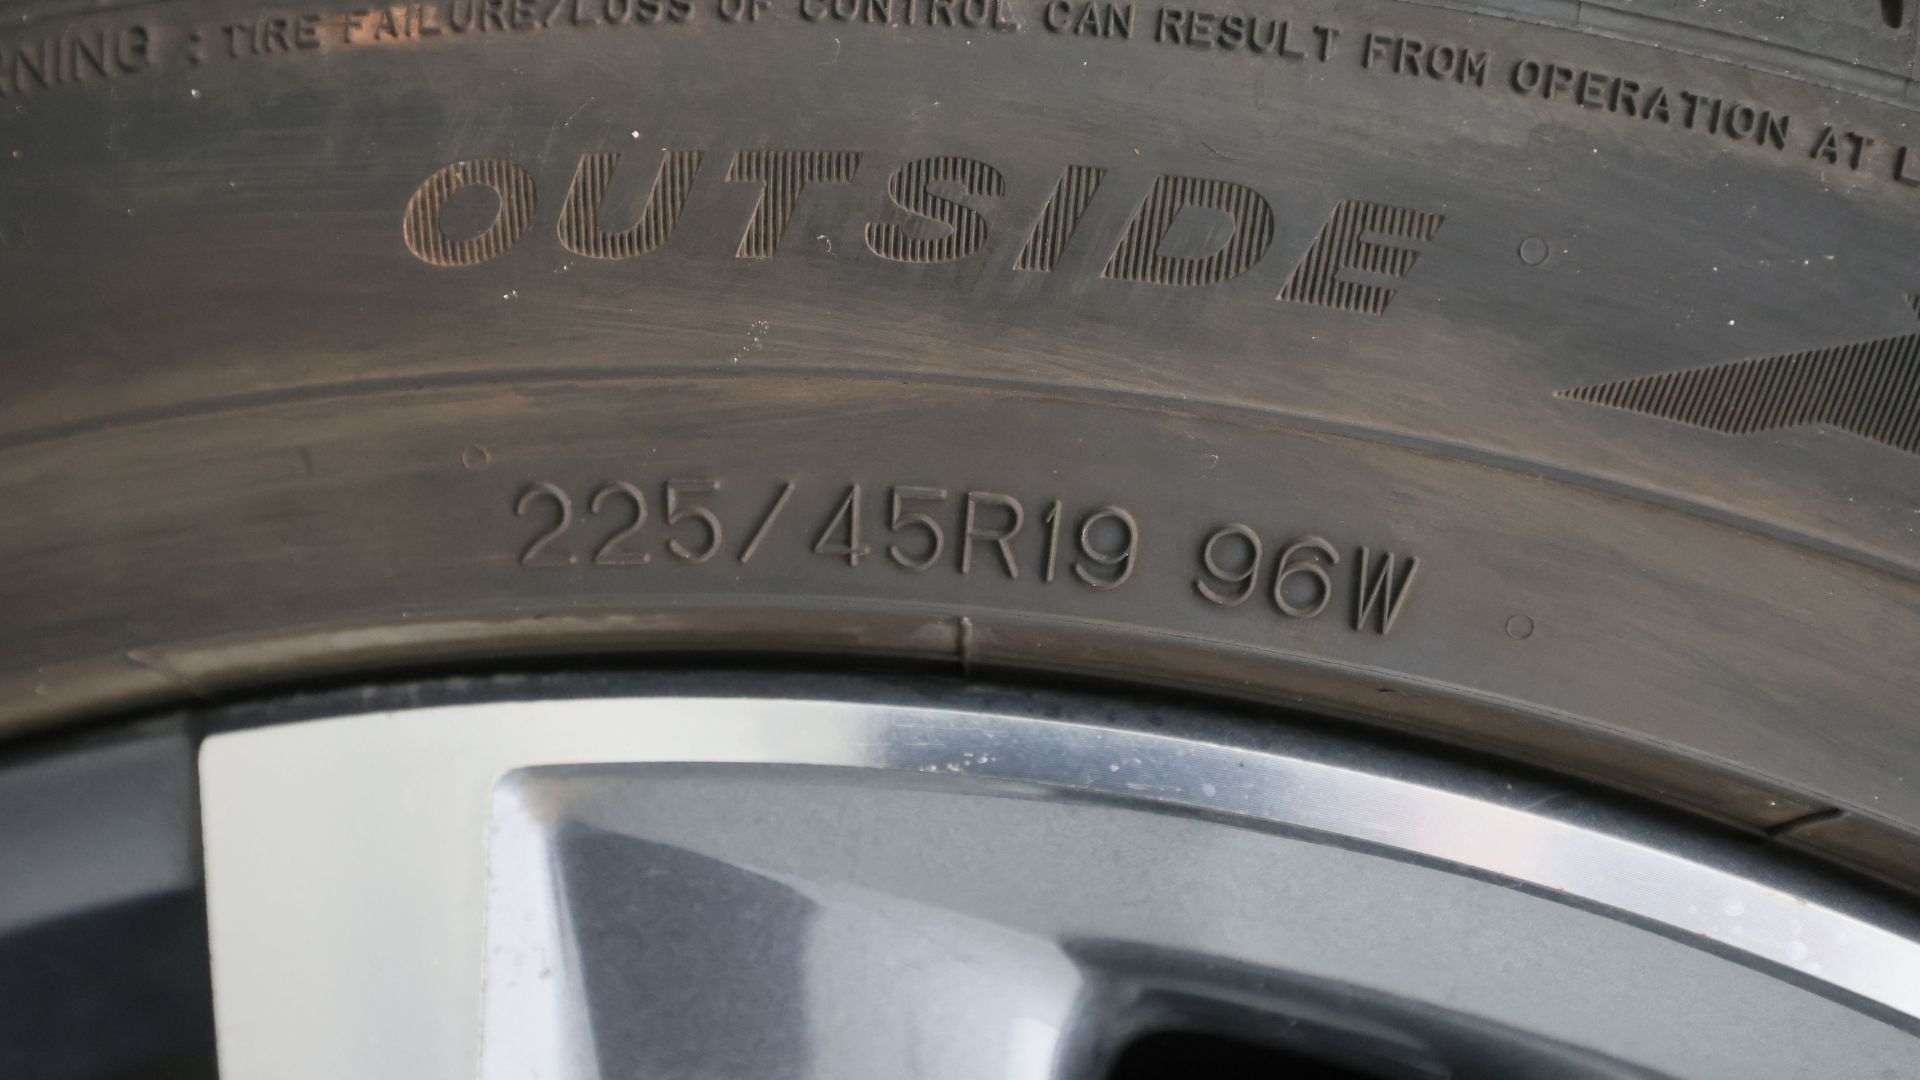 : TIRE FAILURE/LOSS OF CONTROL CAN RESULT FROM OPERATION AT
OUTSIDE
225/45R19 96W